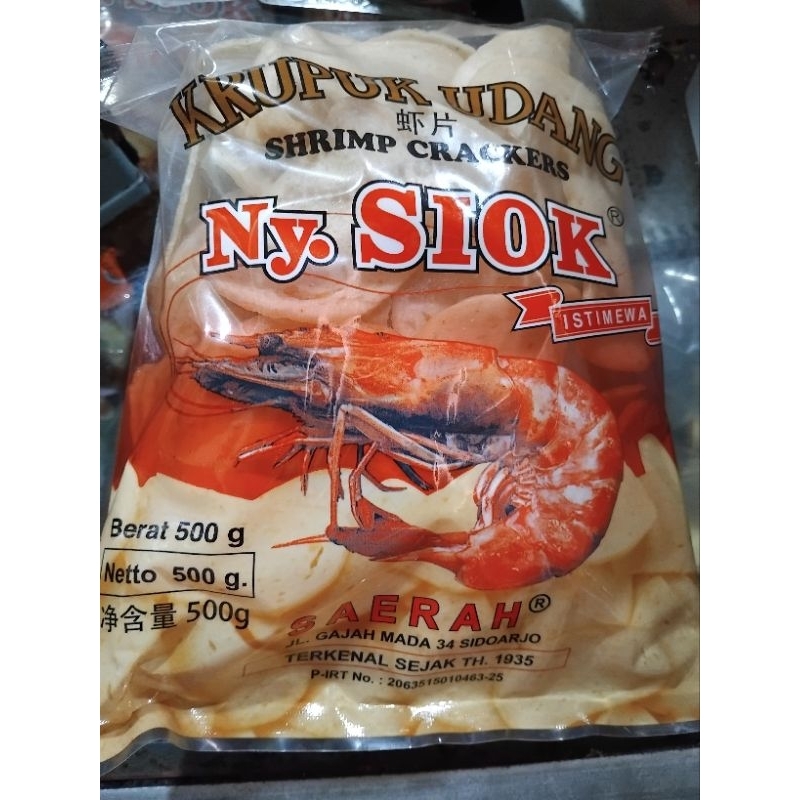 KRUPUK UDANG
虾片
SHRIMP CRACKERS
Ny. SIOK ®
ISTIMEWA
Berat 500 g
Netto 500 g.
净含量 500g
SAERAH ®
JL. GAJAH MADA 34 SIDOARJO
TERKENAL SEJAK TH. 1935
P-IRT No. : 2063515010463-25